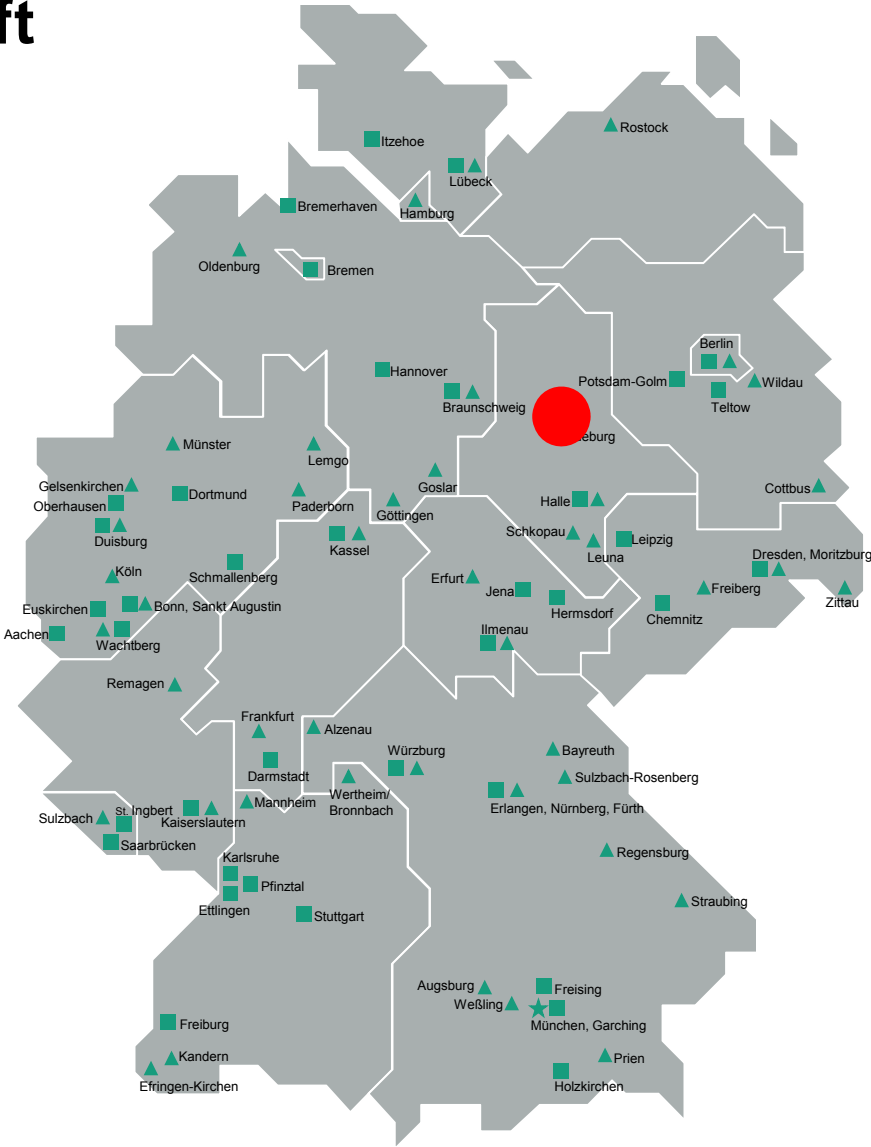 ft
Rostock
Itzehoe
Lübeck
Bremerhaven
Hamburg
Oldenburg
Bremen
Berlin
Hannover
Potsdam-Golm
Wildau
Braunschweig
Teltow
eburg
Münster
Lemgo
Gelsenkirchen
Goslar
Cottbus
Oberhausen
Dortmund
Paderborn
Halle
Göttingen
Duisburg
Kassel
Schkopau
Leipzig
Leuna
Dresden, Moritzburg
Köln
Schmallenberg
Erfurt
Jena
Freiberg
Zittau
Euskirchen
Bonn, Sankt Augustin
Hermsdorf
Chemnitz
Aachen
Wachtberg
Ilmenau
Remagen
Frankfurt
Alzenau
Würzburg
Bayreuth
Darmstadt
Sulzbach-Rosenberg
Wertheim/
Bronnbach
Mannheim
Erlangen, Nürnberg, Fürth
St. Ingbert
Sulzbach
Kaiserslautern
Saarbrücken
Regensburg
Karlsruhe
Pfinztal
Straubing
Ettlingen
Stuttgart
Augsburg
Freising
Weßling
München, Garching
Freiburg
Kandern
Prien
Efringen-Kirchen
Holzkirchen